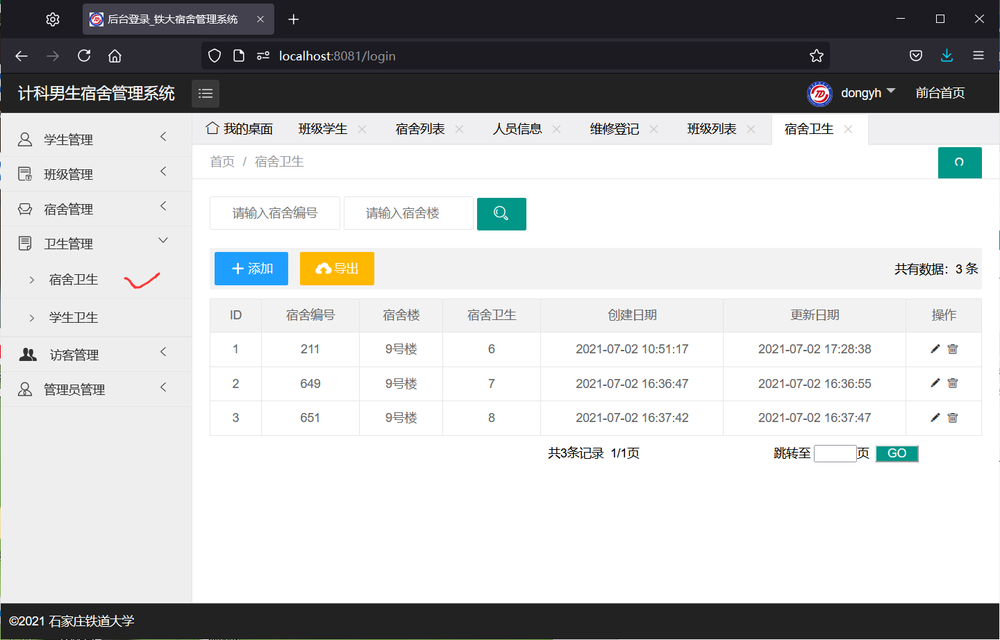 后台登录_铁大宿舍管理系统
localhost:8081/login
计科男生宿舍管理系统
dongyh 前台首页
我的桌面 班级学生 宿舍列表 人员信息 维修登记 班级列表 宿舍卫生
首页 / 宿舍卫生
学生管理
班级管理
宿舍管理
卫生管理
宿舍卫生
学生卫生
访客管理
管理员管理
请输入宿舍编号 请输入宿舍楼
添加 导出 共有数据：3 条
ID 宿舍编号 宿舍楼 宿舍卫生 创建日期 更新日期 操作
1 211 9号楼 6 2021-07-02 10:51:17 2021-07-02 17:28:38
2 649 9号楼 7 2021-07-02 16:36:47 2021-07-02 16:36:55
3 651 9号楼 8 2021-07-02 16:37:42 2021-07-02 16:37:47
共3条记录 1/1页 跳转至 页 GO
©2021 石家庄铁道大学